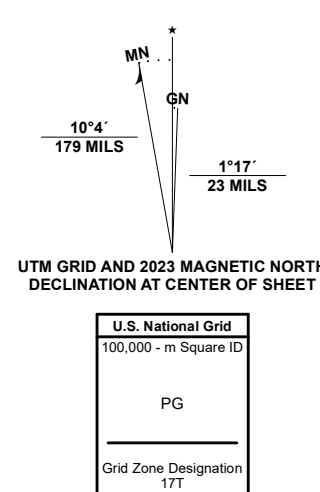 ★
MN
GN
10°4´
179 MILS
1°17´
23 MILS
UTM GRID AND 2023 MAGNETIC NORTH
DECLINATION AT CENTER OF SHEET
U.S. National Grid
100,000 - m Square ID
PG
Grid Zone Designation
17T